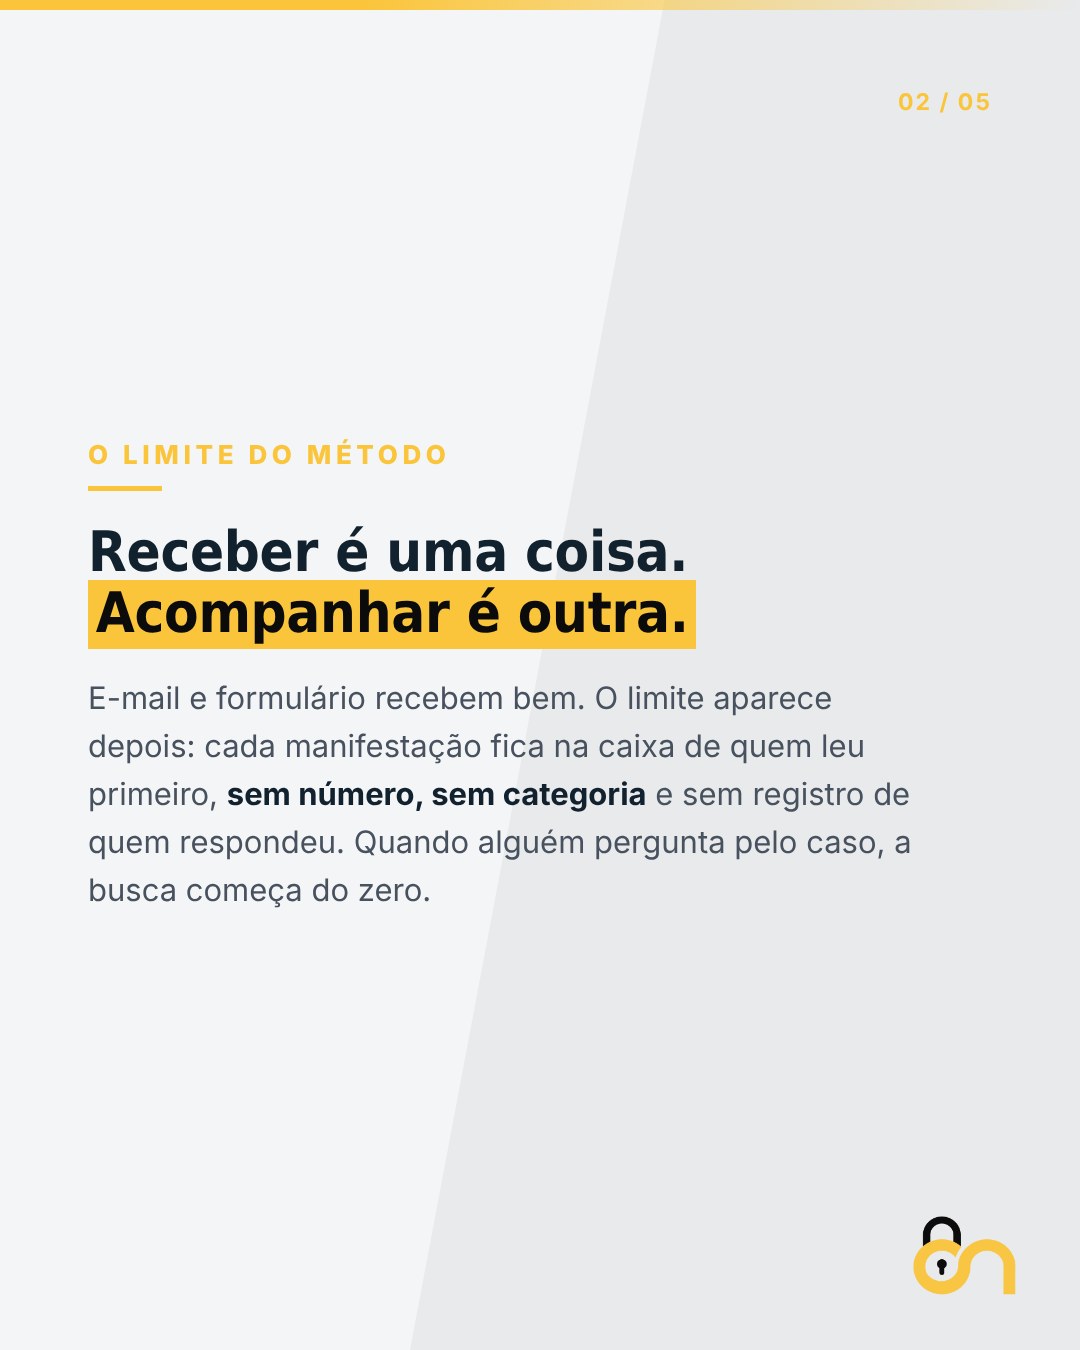 02 / 05
O LIMITE DO MÉTODO
Receber é uma coisa.
Acompanhar é outra.
E-mail e formulário recebem bem. O limite aparece
depois: cada manifestação fica na caixa de quem leu
primeiro, sem número, sem categoria e sem registro de
quem respondeu. Quando alguém pergunta pelo caso, a
busca começa do zero.